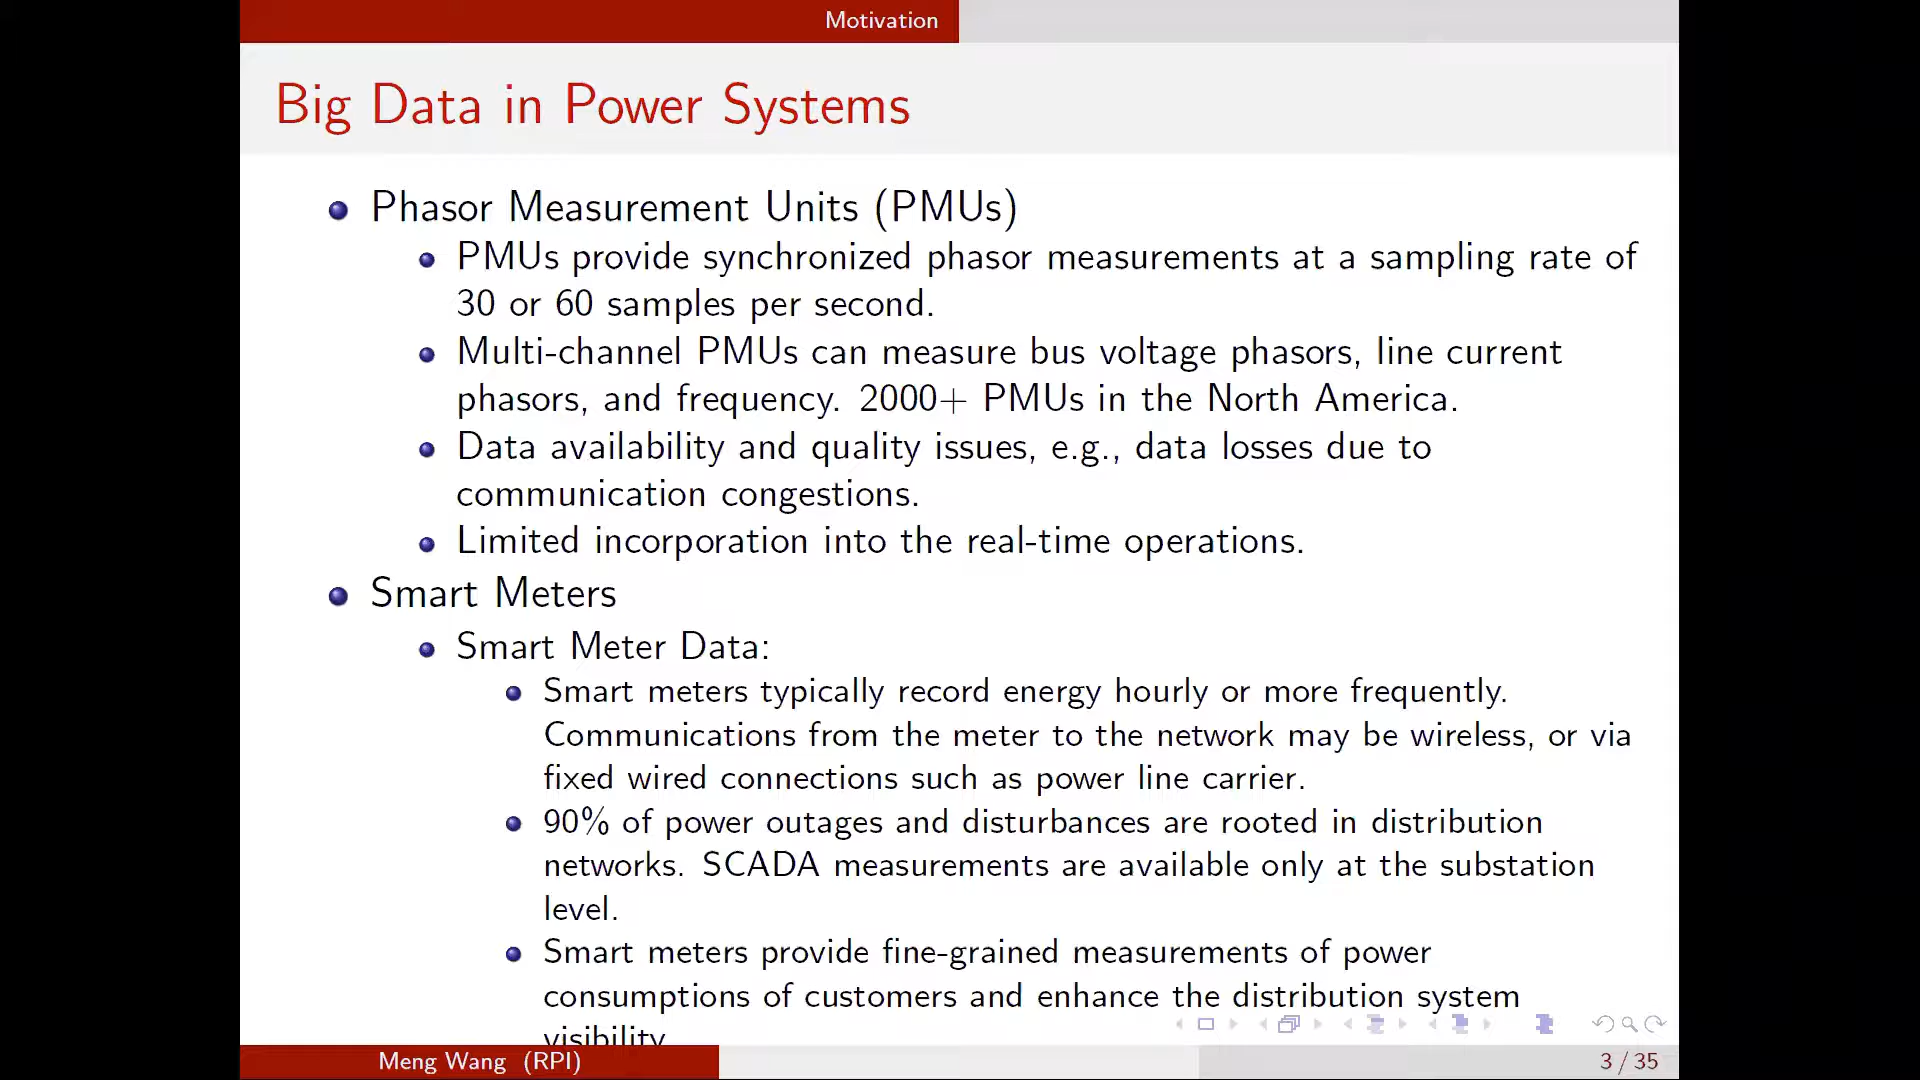 Motivation
Big Data in Power Systems
Phasor Measurement Units (PMUs)
PMUs provide synchronized phasor measurements at a sampling rate of
30 or 60 samples per second.
Multi-channel PMUs can measure bus voltage phasors, line current
phasors, and frequency. 2000+ PMUs in the North America.
Data availability and quality issues, e.g., data losses due to
communication congestions.
Limited incorporation into the real-time operations.
Smart Meters
Smart Meter Data:
Smart meters typically record energy hourly or more frequently.
Communications from the meter to the network may be wireless, or via
fixed wired connections such as power line carrier.
90% of power outages and disturbances are rooted in distribution
networks. SCADA measurements are available only at the substation
level.
Smart meters provide fine-grained measurements of power
consumptions of customers and enhance the distribution system
visibility
Meng Wang (RPI)
3 / 35